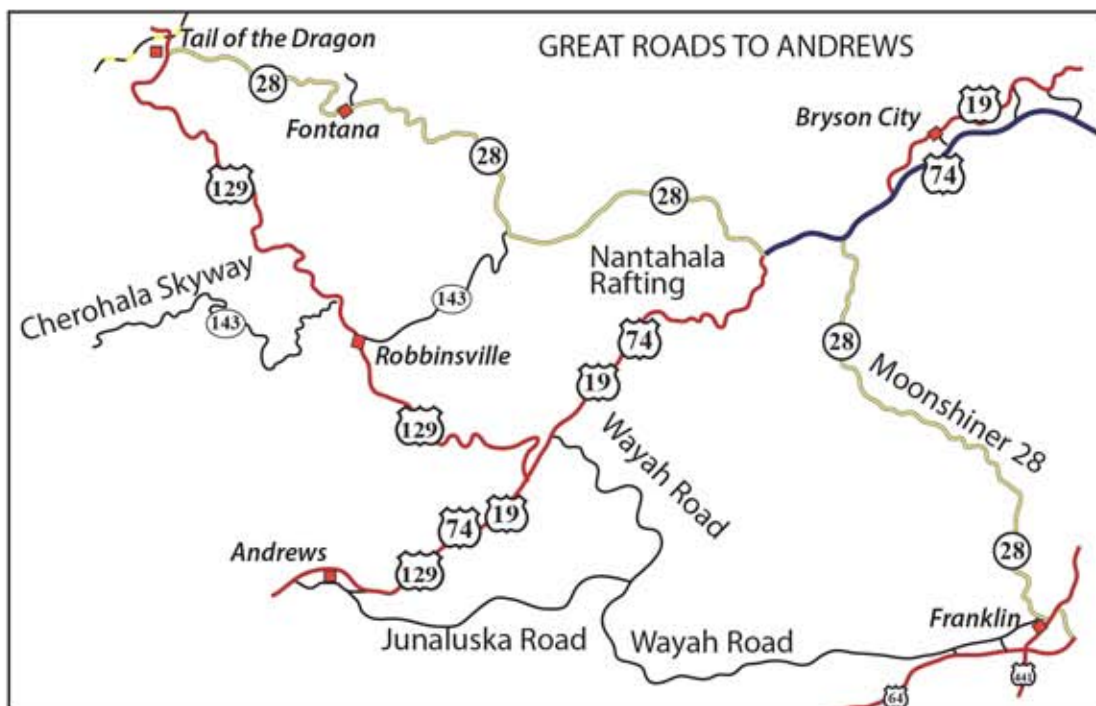 Tail of the Dragon
GREAT ROADS TO ANDREWS
28
Fontana
19
Bryson City
74
28
129
28
Nantahala
Rafting
Cherohala Skyway
143
143
Robbinsville
74
28
Moonshiner 28
19
129
Wayah Road
19
74
Andrews
129
28
Franklin
Junaluska Road
Wayah Road
441
64